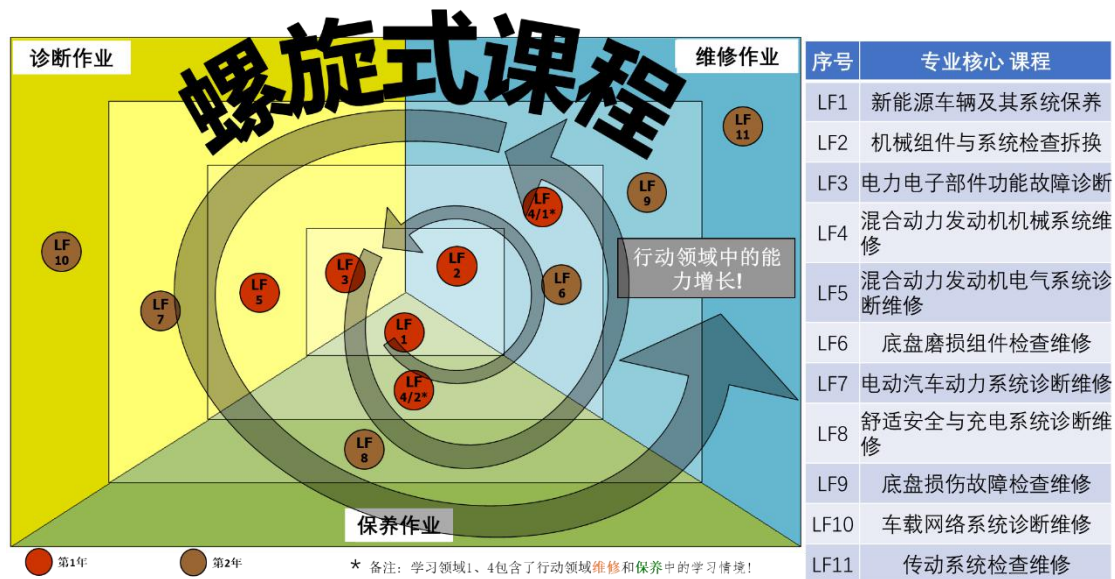 螺旋式课程
诊断作业
维修作业
LF
11
LF
9
LF
4/1*
LF
10
LF
3
LF
2
行动领域中的能
力增长!
LF
5
LF
6
LF
7
LF
1
LF
4/2*
LF
8
保养作业
第1年
第2年
* 备注：学习领域1、4包含了行动领域维修和保养中的学习情境!
序号 专业核心 课程
LF1 新能源车辆及其系统保养
LF2 机械组件与系统检查拆换
LF3 电力电子部件功能故障诊断
LF4 混合动力发动机机械系统维
修
LF5 混合动力发动机电气系统诊
断维修
LF6 底盘磨损组件检查维修
LF7 电动汽车动力系统诊断维修
LF8 舒适安全与充电系统诊断维
修
LF9 底盘损伤故障检查维修
LF10 车载网络系统诊断维修
LF11 传动系统检查维修